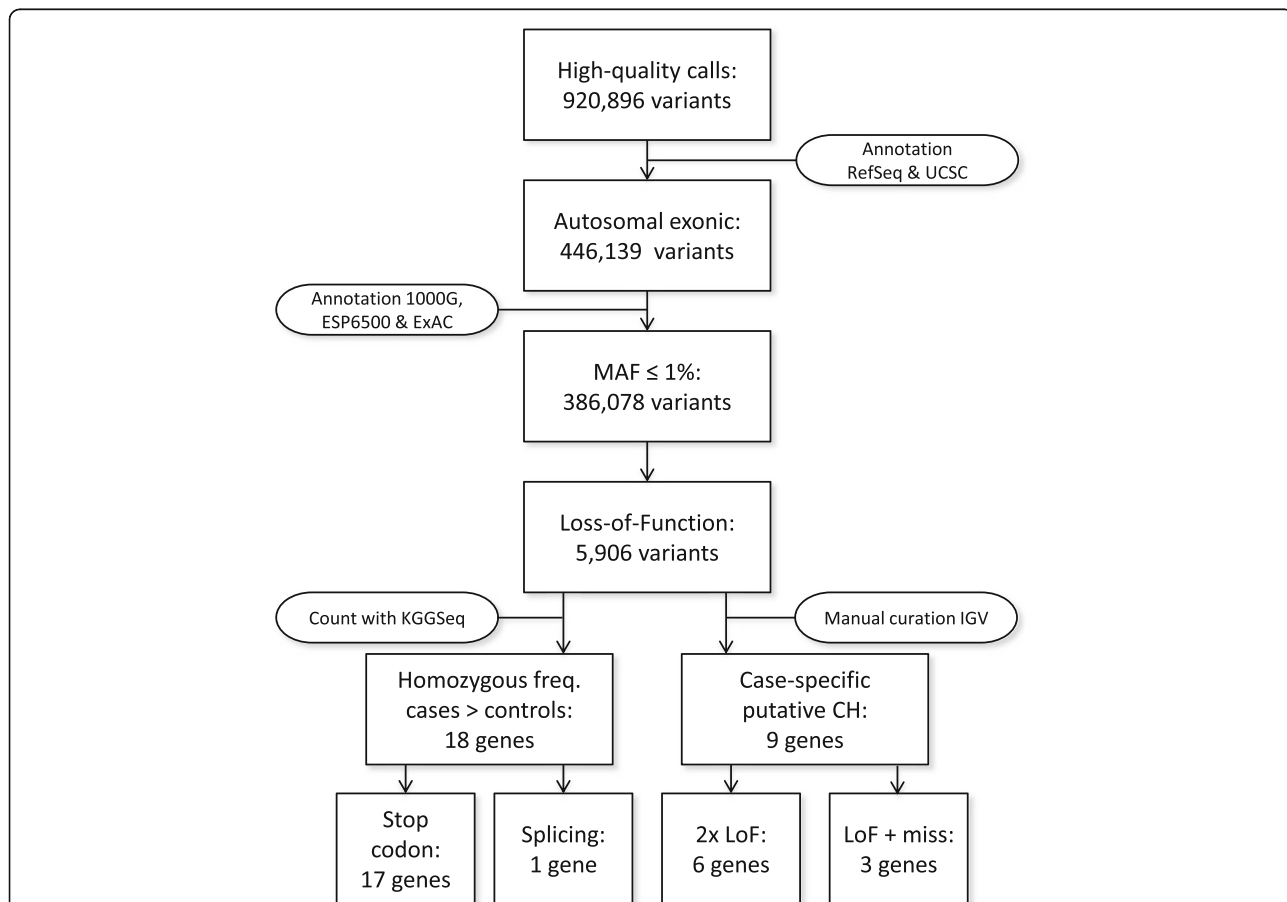 High-quality calls:
920,896 variants
Annotation
RefSeq & UCSC
Autosomal exonic:
446,139 variants
Annotation 1000G,
ESP6500 & ExAC
MAF ≤ 1%:
386,078 variants
Loss-of-Function:
5,906 variants
Count with KGGSeq
Manual curation IGV
Homozygous freq.
cases > controls:
18 genes
Case-specific
putative CH:
9 genes
Stop
codon:
17 genes
Splicing:
1 gene
2x LoF:
6 genes
LoF + miss:
3 genes